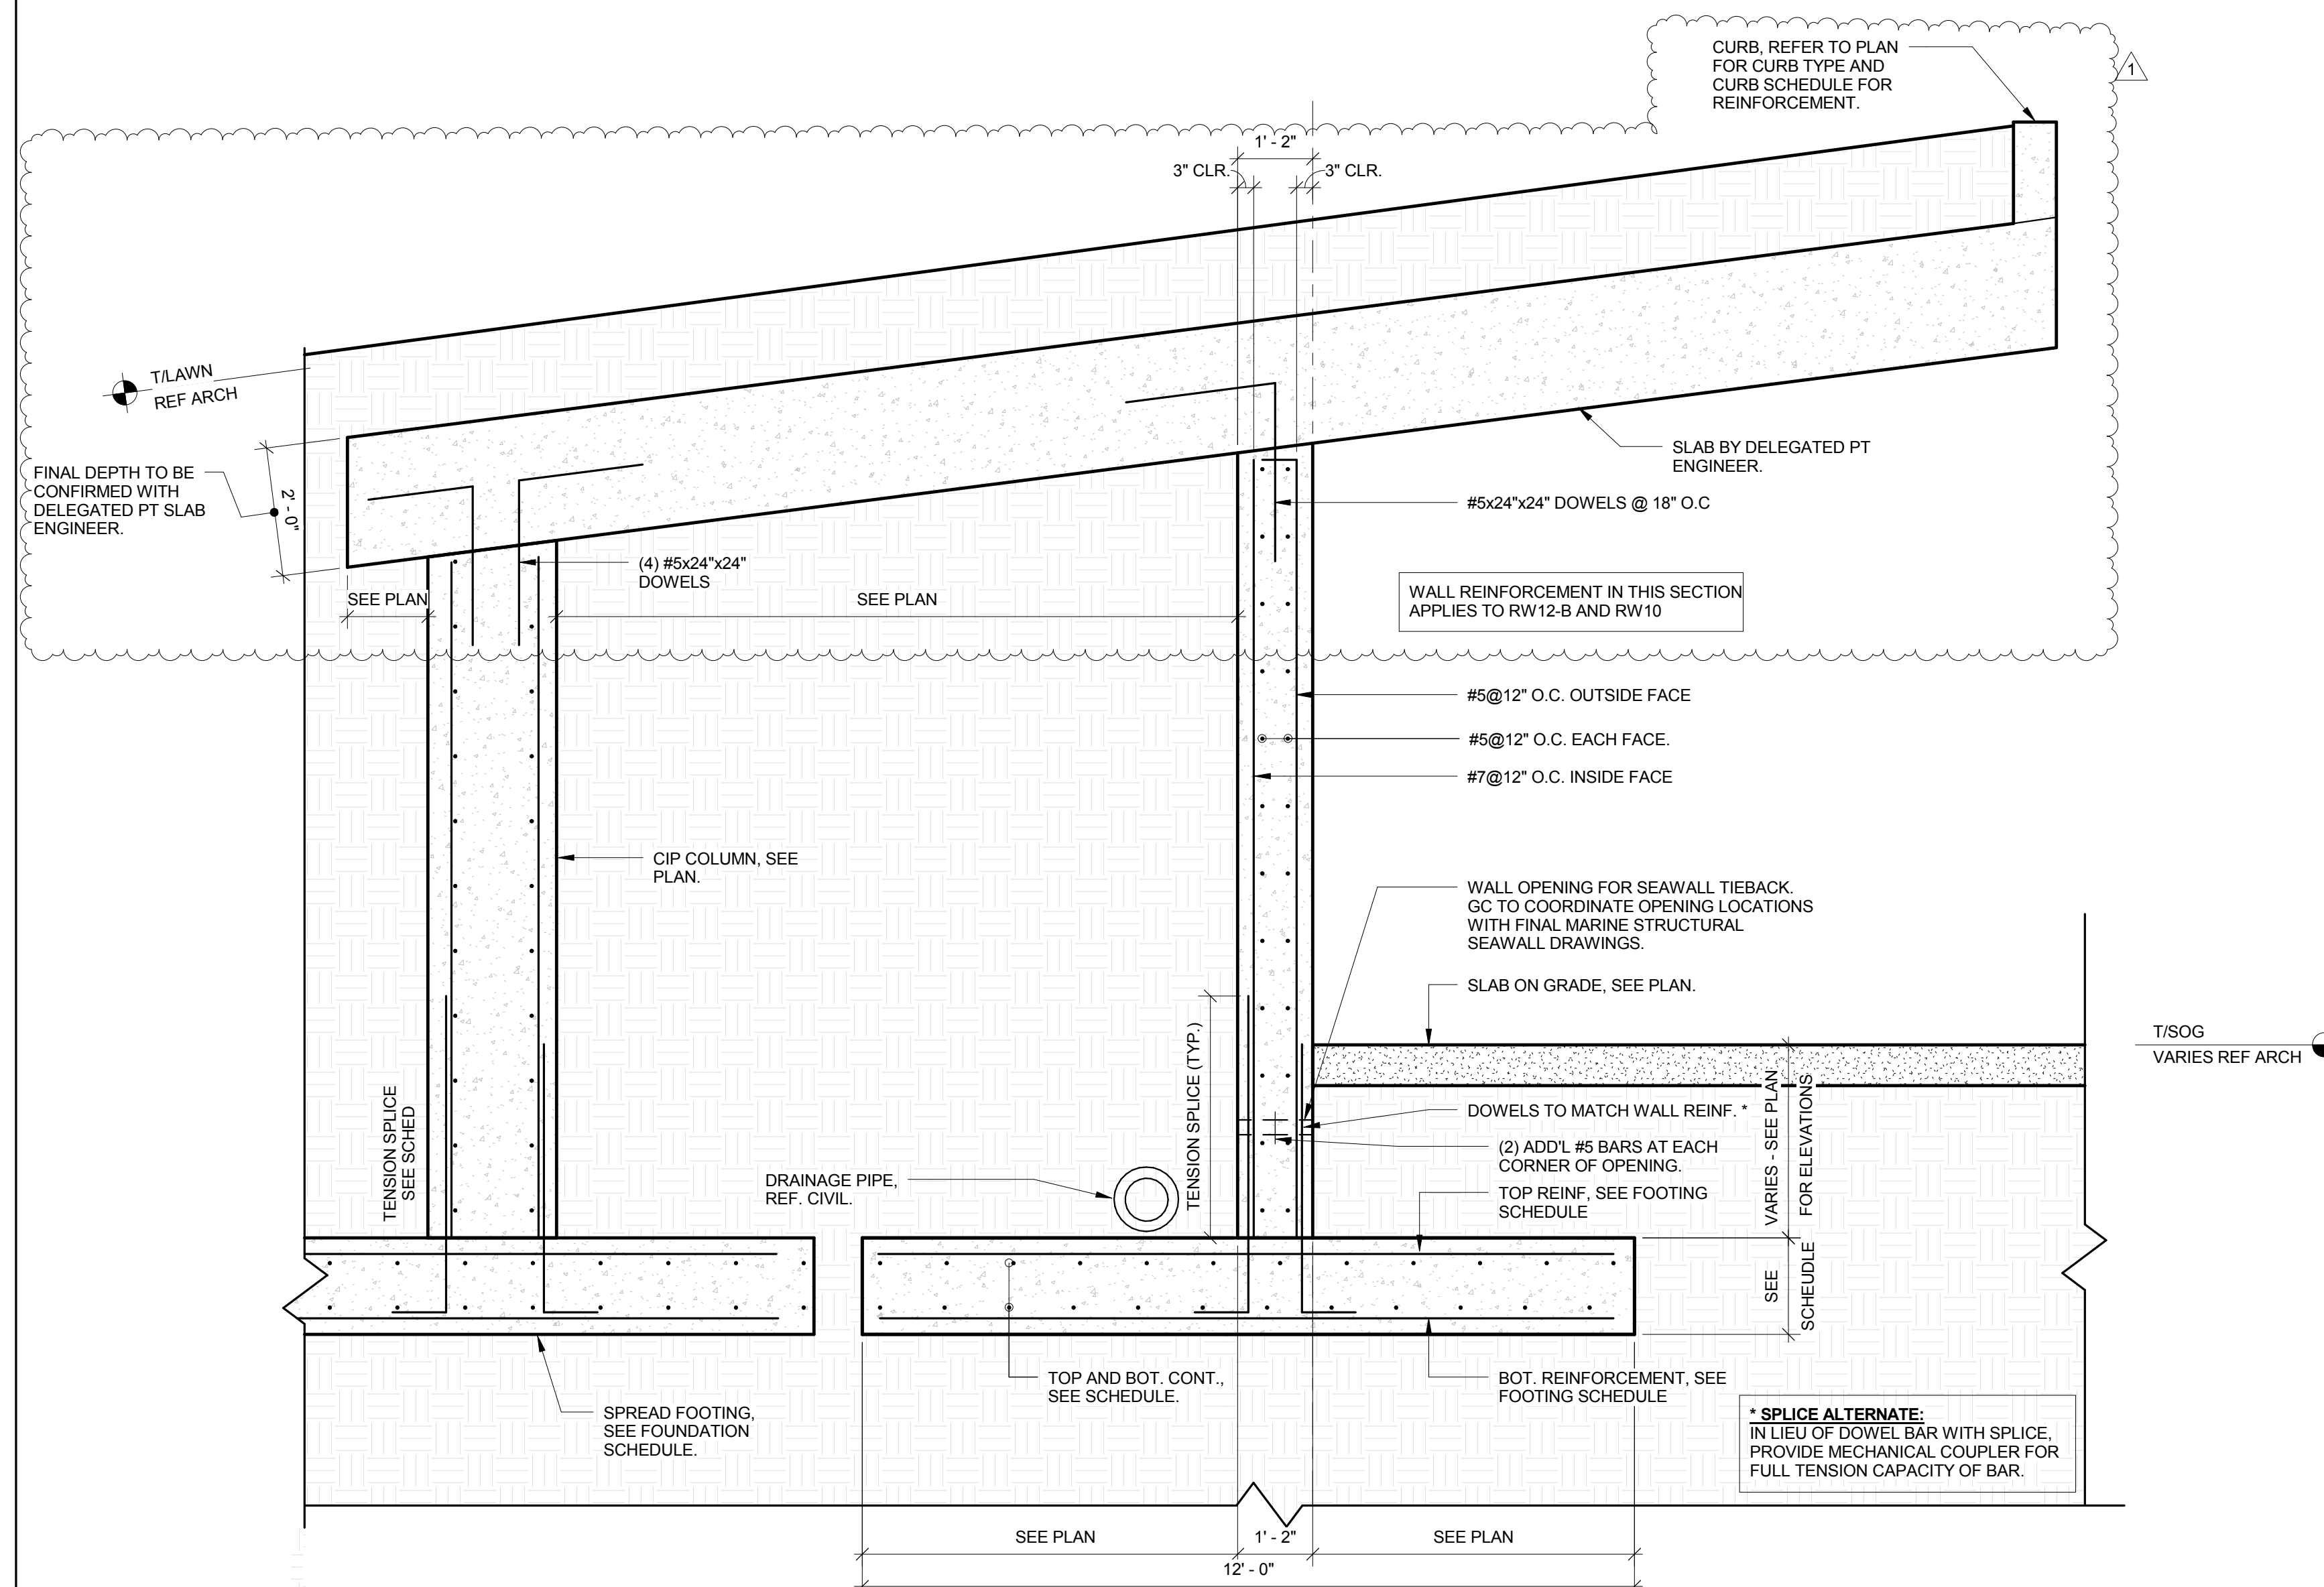 CURB, REFER TO PLAN
FOR CURB TYPE AND
CURB SCHEDULE FOR
REINFORCEMENT.
1
1' - 2"
3" CLR.
3" CLR.
T/LAWN
REF ARCH
FINAL DEPTH TO BE
CONFIRMED WITH
DELEGATED PT SLAB
ENGINEER.
2' - 0"
SLAB BY DELEGATED PT
ENGINEER.
#5x24"x24" DOWELS @ 18" O.C
(4) #5x24"x24"
DOWELS
SEE PLAN
SEE PLAN
WALL REINFORCEMENT IN THIS SECTION
APPLIES TO RW12-B AND RW10
#5@12" O.C. OUTSIDE FACE
#5@12" O.C. EACH FACE.
#7@12" O.C. INSIDE FACE
CIP COLUMN, SEE
PLAN.
WALL OPENING FOR SEAWALL TIEBACK.
GC TO COORDINATE OPENING LOCATIONS
WITH FINAL MARINE STRUCTURAL
SEAWALL DRAWINGS.
SLAB ON GRADE, SEE PLAN.
T/SOG
VARIES REF ARCH
TENSION SPLICE
SEE SCHED
TENSION SPLICE (TYP.)
DOWELS TO MATCH WALL REINF. *
(2) ADD'L #5 BARS AT EACH
CORNER OF OPENING.
TOP REINF, SEE FOOTING
SCHEDULE
VARIES - SEE PLAN
FOR ELEVATIONS
DRAINAGE PIPE,
REF. CIVIL.
SEE
SCHEUDLE
TOP AND BOT. CONT.,
SEE SCHEDULE.
BOT. REINFORCEMENT, SEE
FOOTING SCHEDULE
SPREAD FOOTING,
SEE FOUNDATION
SCHEDULE.
* SPLICE ALTERNATE:
IN LIEU OF DOWEL BAR WITH SPLICE,
PROVIDE MECHANICAL COUPLER FOR
FULL TENSION CAPACITY OF BAR.
SEE PLAN
1' - 2"
SEE PLAN
12' - 0"